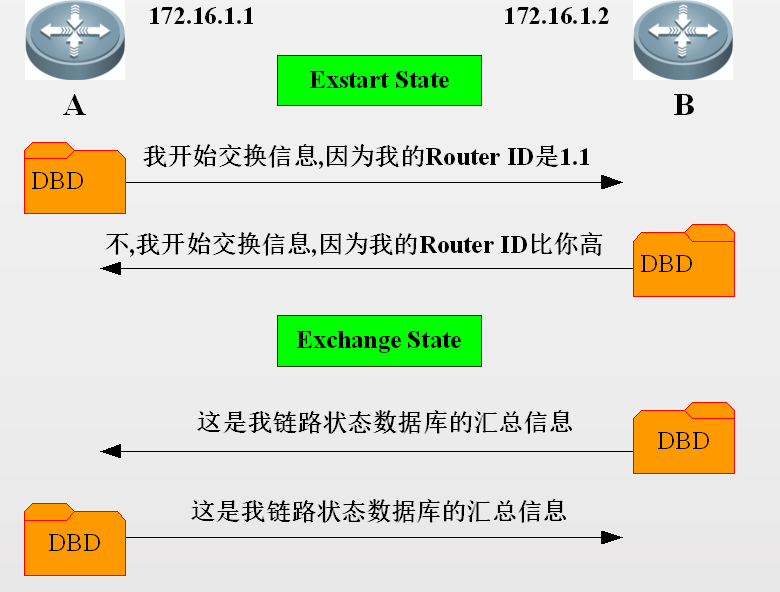 172.16.1.1
172.16.1.2
Exstart State
A
B
我开始交换信息,因为我的Router ID是1.1
DBD
不,我开始交换信息,因为我的Router ID比你高
DBD
Exchange State
这是我链路状态数据库的汇总信息
DBD
这是我链路状态数据库的汇总信息
DBD